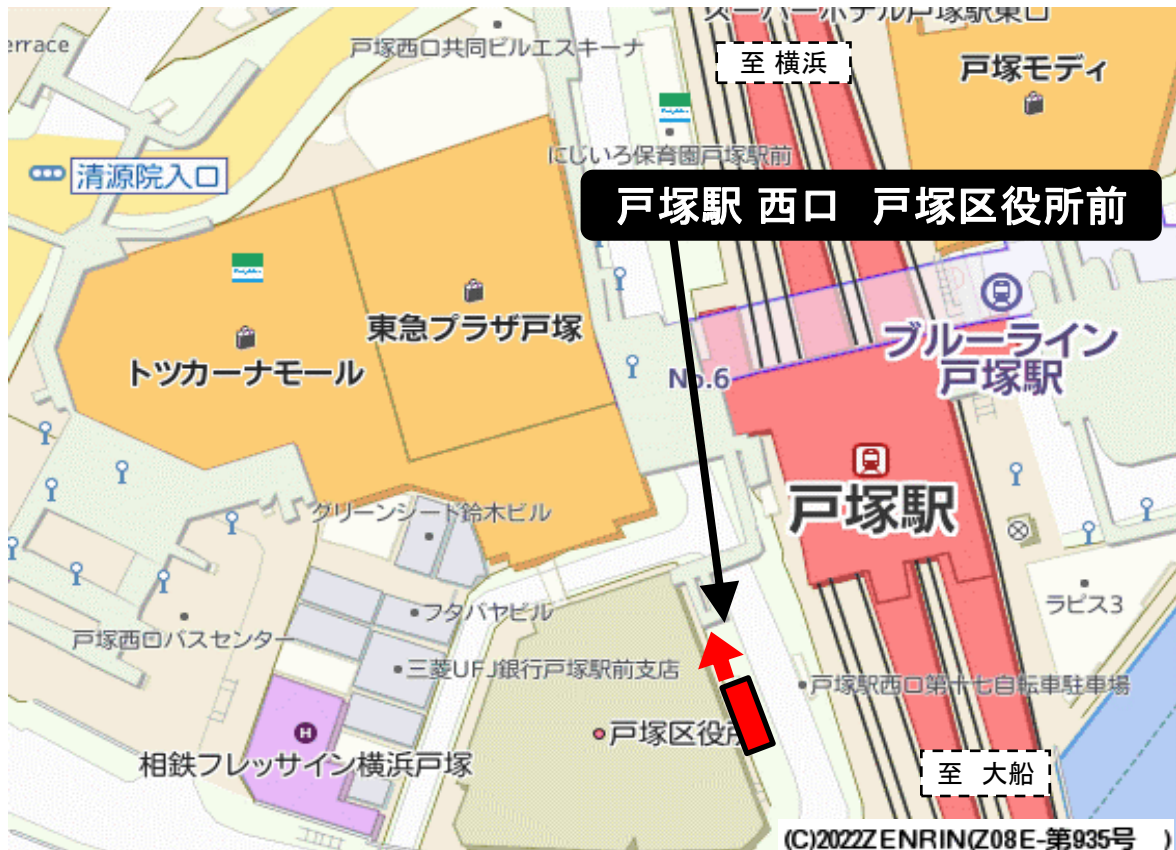 スーパーホテル戸塚駅東口
errace
戸塚西口共同ビルエスキーナ
至 横浜
戸塚モディ
にじいろ保育園戸塚駅前
清源院入口
戸塚駅 西口 戸塚区役所前
東急プラザ戸塚
トツカーナモール
No.6
ブルーライン
戸塚駅
戸塚駅
グリーンシード鈴木ビル
フタバヤビル
ラピス3
戸塚西口バスセンター
三菱UFJ銀行戸塚駅前支店
戸塚駅西口第十七自転車駐車場
戸塚区役所
相鉄フレッサイン横浜戸塚
至 大船
(C)2022ZENRIN(Z08E-第935号 )